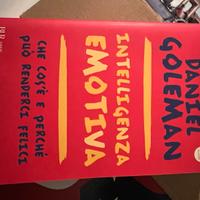 DANIEL
GOLEMAN
INTELLIGENZA
EMOTIVA
CHE COS'È E PERCHÉ
PUÒ RENDERCI FELICI